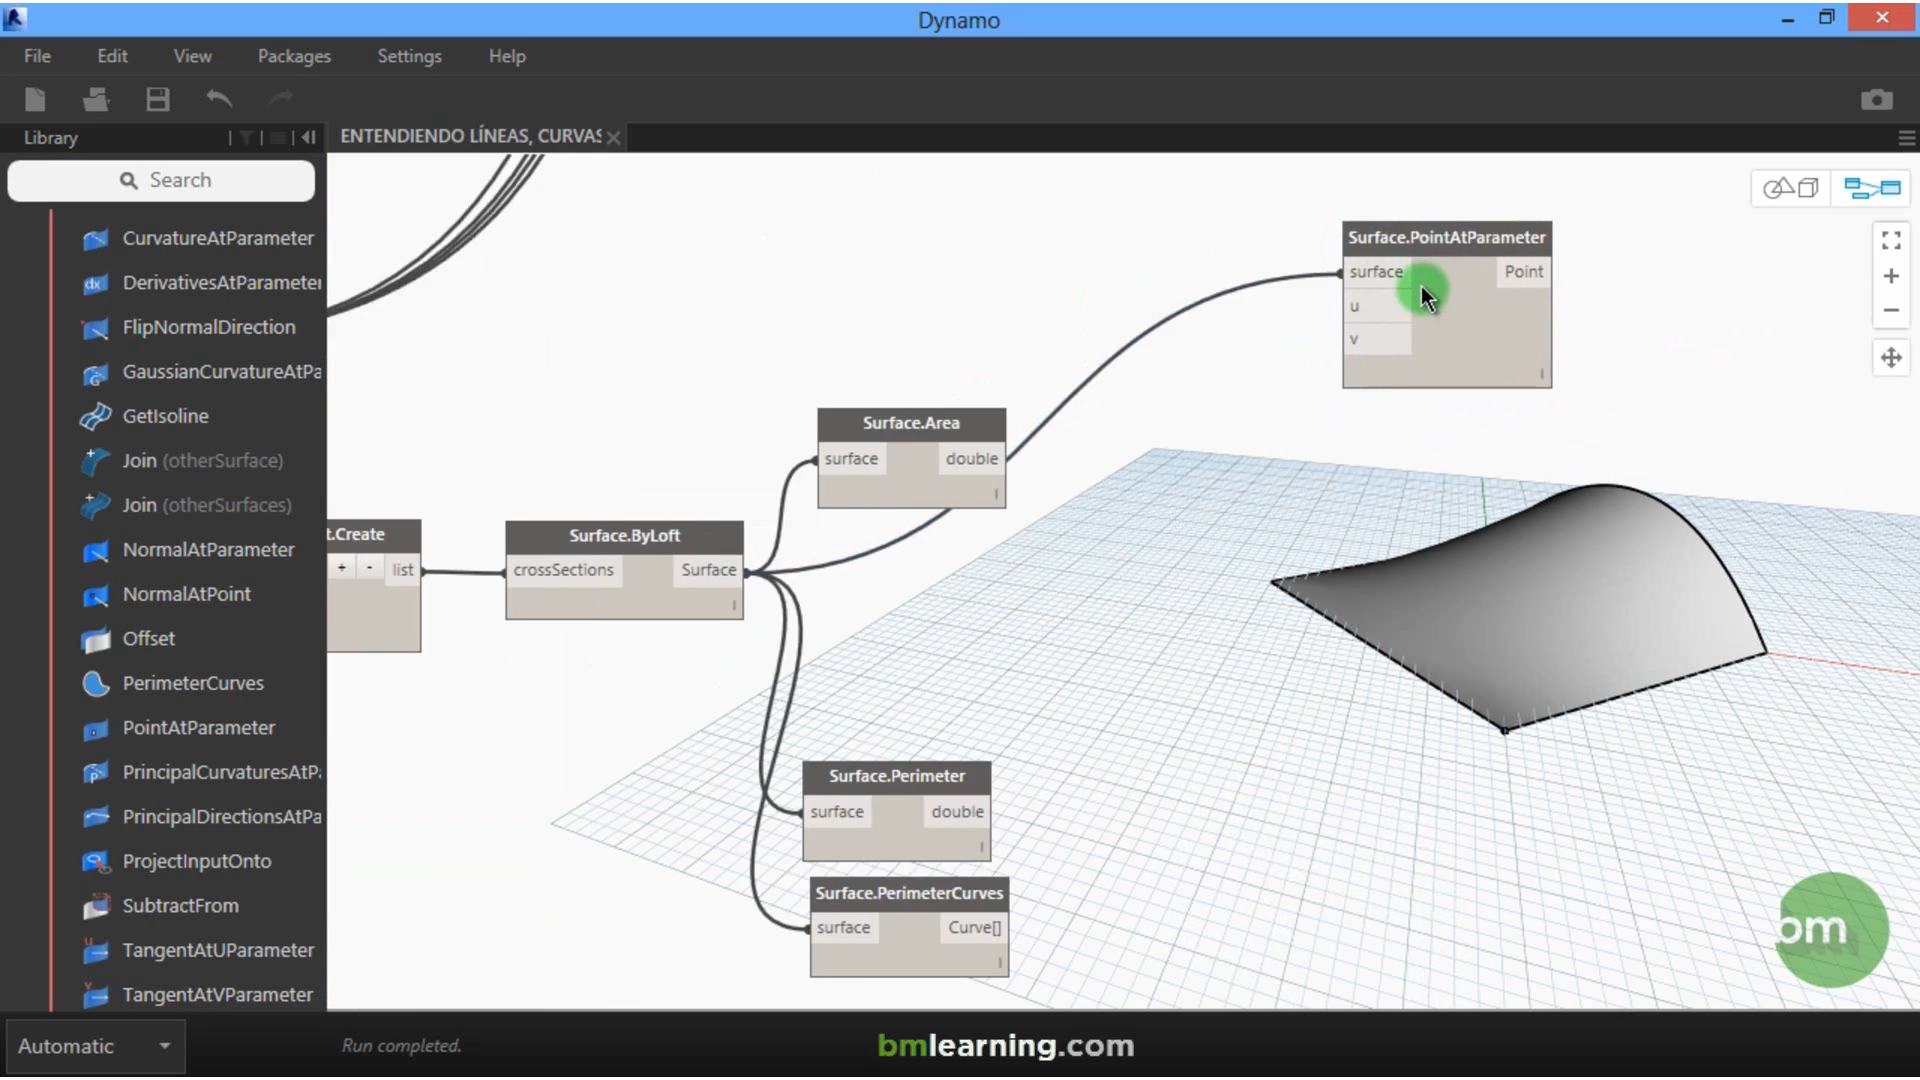 Dynamo
File Edit View Packages Settings Help
Library
ENTENDIENDO LÍNEAS, CURVAS
Search
CurvatureAtParameter
DerivativesAtParameter
FlipNormalDirection
GaussianCurvatureAtPa
GetIsoline
Join (otherSurface)
Join (otherSurfaces)
NormalAtParameter
NormalAtPoint
Offset
PerimeterCurves
PointAtParameter
PrincipalCurvaturesAtPa
PrincipalDirectionsAtPa
ProjectInputOnto
SubtractFrom
TangentAtUParameter
TangentAtVParameter
t.Create
+ - list
Surface.ByLoft
crossSections Surface
Surface.Area
surface double
Surface.PointAtParameter
surface Point
u
v
Surface.Perimeter
surface double
Surface.PerimeterCurves
surface Curve[]
bm
Automatic
Run completed.
bmlearning.com